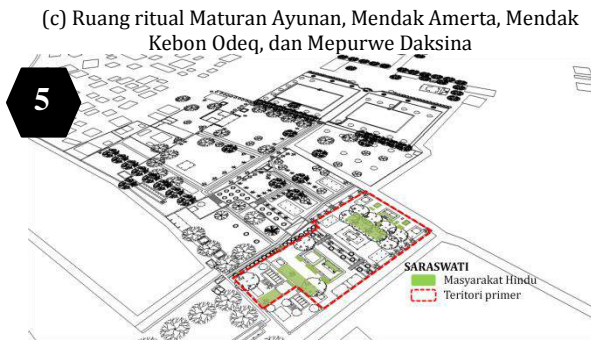 (c) Ruang ritual Maturan Ayunan, Mendak Amerta, Mendak
Kebon Odeq, dan Mepurwe Daksina
5
SARASWATI
Masyarakat Hindu
Teritori primer